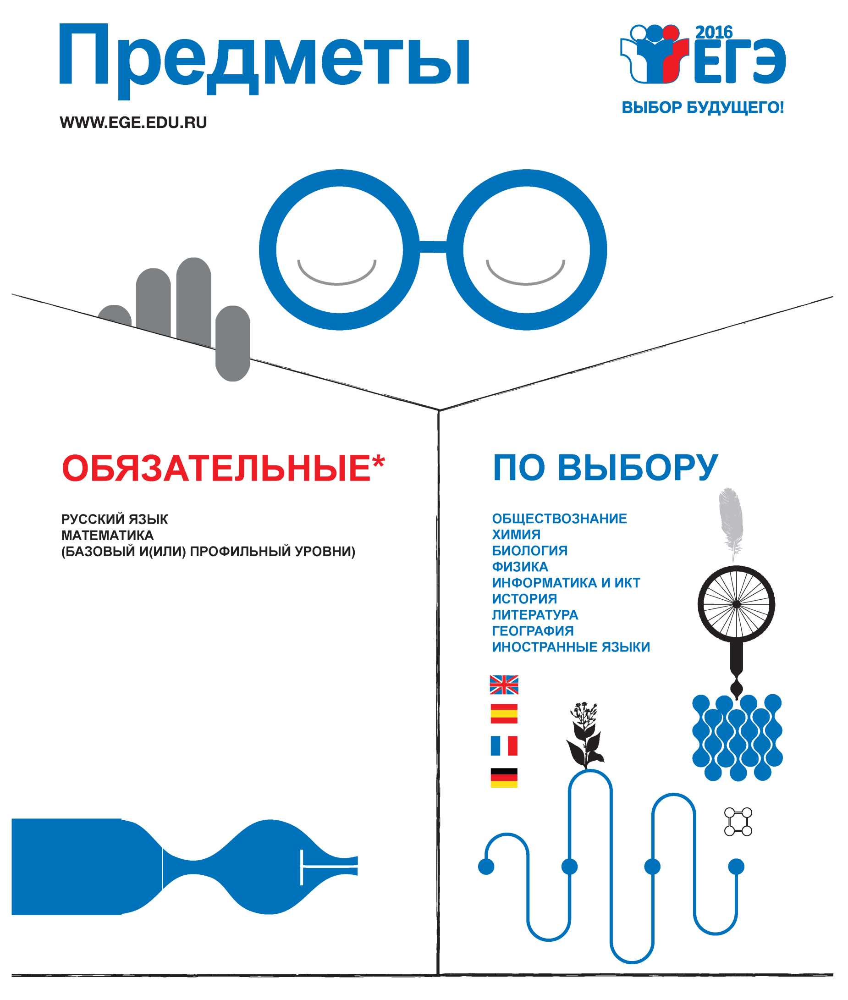 Предметы
2016
ЕГЭ
ВЫБОР БУДУЩЕГО!
WWW.EGE.EDU.RU
ОБЯЗАТЕЛЬНЫЕ*
РУССКИЙ ЯЗЫК
МАТЕМАТИКА
(БАЗОВЫЙ И(ИЛИ) ПРОФИЛЬНЫЙ УРОВНИ)
ПО ВЫБОРУ
ОБЩЕСТВОЗНАНИЕ
ХИМИЯ
БИОЛОГИЯ
ФИЗИКА
ИНФОРМАТИКА И ИКТ
ИСТОРИЯ
ЛИТЕРАТУРА
ГЕОГРАФИЯ
ИНОСТРАННЫЕ ЯЗЫКИ